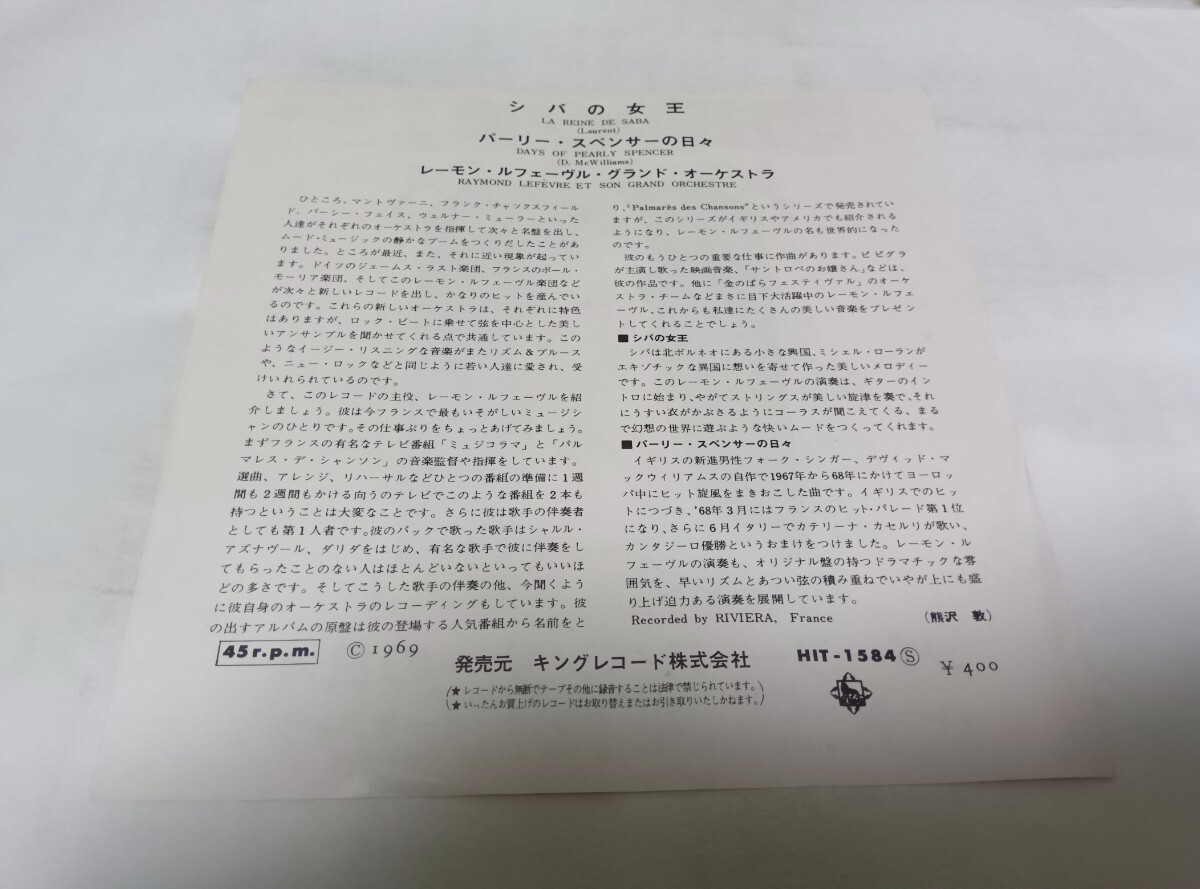 シバの女王
LA REINE DE SABA
(Laurent)
パーリー・スペンサーの日々
DAYS OF PEARLY SPENCER
(D. McWilliams)
レーモン・ルフェーヴル・グランド・オーケストラ
RAYMOND LEFÈVRE ET SON GRAND ORCHESTRE
ひところ、マントヴァーニ、フランク・チャックスフィール
ド、パーシー・フェイス、ウェルナー・ミューラーといった
人達がそれぞれのオーケストラを指揮して次々と名盤を出し、
ムード・ミュージックの静かなブームをつくりだしたことがあ
りました。ところが最近、また、それに近い現象が起ってい
ます。ドイツのジェームス・ラスト楽団、フランスのポール・
モーリア楽団、そしてこのレーモン・ルフェーヴル楽団など
が次々と新しいレコードを出し、かなりのヒットを産んでい
るのです。これらの新しいオーケストラは、それぞれに特色
はありますが、ロック・ビートに乗せて弦を中心とした美し
いアンサンブルを聞かせてくれる点で共通しています。この
ようなイージー・リスニングな音楽がまたリズム&ブルース
や、ニュー・ロックなどと同じように若い人達に愛され、受
けいれられているのです。
さて、このレコードの主役、レーモン・ルフェーヴルを紹
介しましょう。彼は今フランスで最もいそがしいミュージシ
ャンのひとりです。その仕事ぶりをちょっとあげてみましょう。
まずフランスの有名なテレビ番組「ミュジコラマ」と「パル
マレス・デ・シャンソン」の音楽監督や指揮をしています。
選曲、アレンジ、リハーサルなどひとつの番組の準備に1週
間も2週間もかける向うのテレビでこのような番組を2本も
持つということは大変なことです。さらに彼は歌手の伴奏者
としても第1人者です。彼のバックで歌った歌手はシャルル・
アズナヴール、ダリダをはじめ、有名な歌手で彼に伴奏をし
てもらったことのない人はほとんどいないといってもいいほ
どの多さです。そしてこうした歌手の伴奏の他、今聞くよう
に彼自身のオーケストラのレコーディングもしています。彼
の出すアルバムの原盤は彼の登場する人気番組から名前をと
り、"Palmarès des Chansons"というシリーズで発売されてい
ますが、このシリーズがイギリスやアメリカでも紹介される
ようになり、レーモン・ルフェーヴルの名も世界的になった
のです。
彼のもうひとつの重要な仕事に作曲があります。ビビグラ
が主演し歌った映画音楽、「サントロペのお嬢さん」などは、
彼の作品です。他に「金のばらフェスティヴァル」のオーケ
ストラ・チームなどまさに目下大活躍中のレーモン・ルフェ
ーヴル、これからも私達にたくさんの美しい音楽をプレゼン
トしてくれることでしょう。
■シバの女王
シバは北ボルネオにある小さな興国、ミシェル・ローランが
エキゾチックな異国に想いを寄せて作った美しいメロディー
です。このレーモン・ルフェーヴルの演奏は、ギターのイン
トロに始まり、やがてストリングスが美しい旋律を奏で、それ
にうすい衣がかぶさるようにコーラスが聞こえてくる、まる
で幻想の世界に遊ぶような快いムードをつくってくれます。
■パーリー・スペンサーの日々
イギリスの新進男性フォーク・シンガー、デヴィッド・マ
ックウィリアムスの自作で1967年から68年にかけてヨーロッ
パ中にヒット旋風をまきおこした曲です。イギリスでのヒッ
トにつづき、'68年3月にはフランスのヒット・パレード第1位
になり、さらに6月イタリーでカテリーナ・カセルリが歌い、
カンタジーロ優勝というおまけをつけました。レーモン・ル
フェーヴルの演奏も、オリジナル盤の持つドラマチックな雰
囲気を、早いリズムとあつい弦の積み重ねでいやが上にも盛
り上げ迫力ある演奏を展開しています。
Recorded by RIVIERA, France (熊沢 敦)
45 r.p.m. Ⓒ 1969 発売元 キングレコード株式会社 HIT-1584 Ⓢ ¥400
(★レコードから無断でテープその他に録音することは法律で禁じられています。)
(★いったんお買上げのレコードはお取り替えまたはお引き取りいたしかねます。)